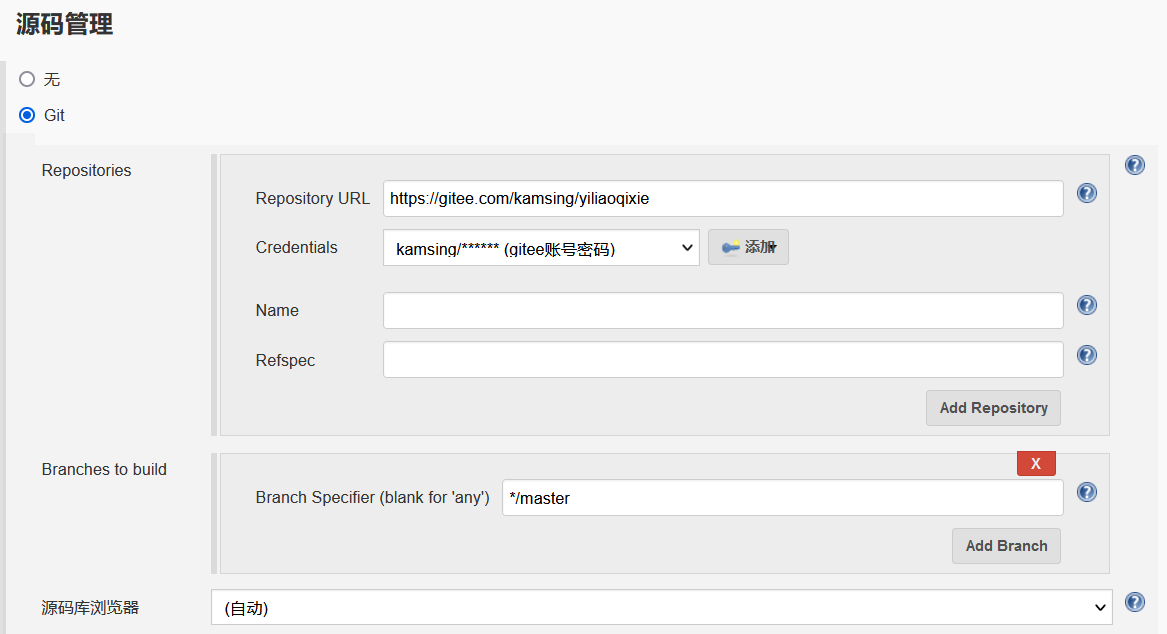 源码管理
无
Git
Repositories
Repository URL https://gitee.com/kamsing/yiliaoqixie
Credentials kamsing/****** (gitee账号密码) 添加
Name
Refspec
Add Repository
Branches to build
X
Branch Specifier (blank for 'any') */master
Add Branch
源码库浏览器 (自动)